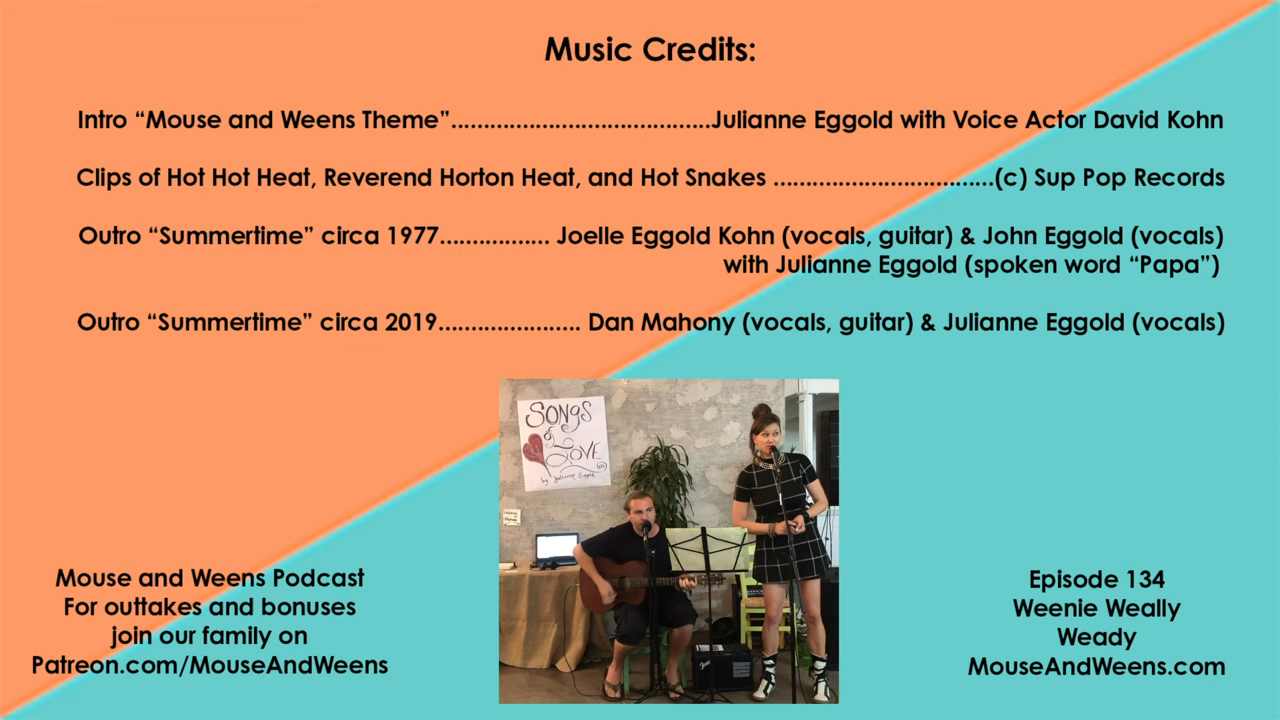 Music Credits:
Intro “Mouse and Weens Theme”........................................Julianne Eggold with Voice Actor David Kohn
Clips of Hot Hot Heat, Reverend Horton Heat, and Hot Snakes ..................................(c) Sup Pop Records
Outro “Summertime” circa 1977................. Joelle Eggold Kohn (vocals, guitar) & John Eggold (vocals)
with Julianne Eggold (spoken word “Papa”)
Outro “Summertime” circa 2019...................... Dan Mahony (vocals, guitar) & Julianne Eggold (vocals)
SONGS
of
LOVE
by Julianne Eggold
Fender
Mouse and Weens Podcast
For outtakes and bonuses
join our family on
Patreon.com/MouseAndWeens
Episode 134
Weenie Weally
Weady
MouseAndWeens.com